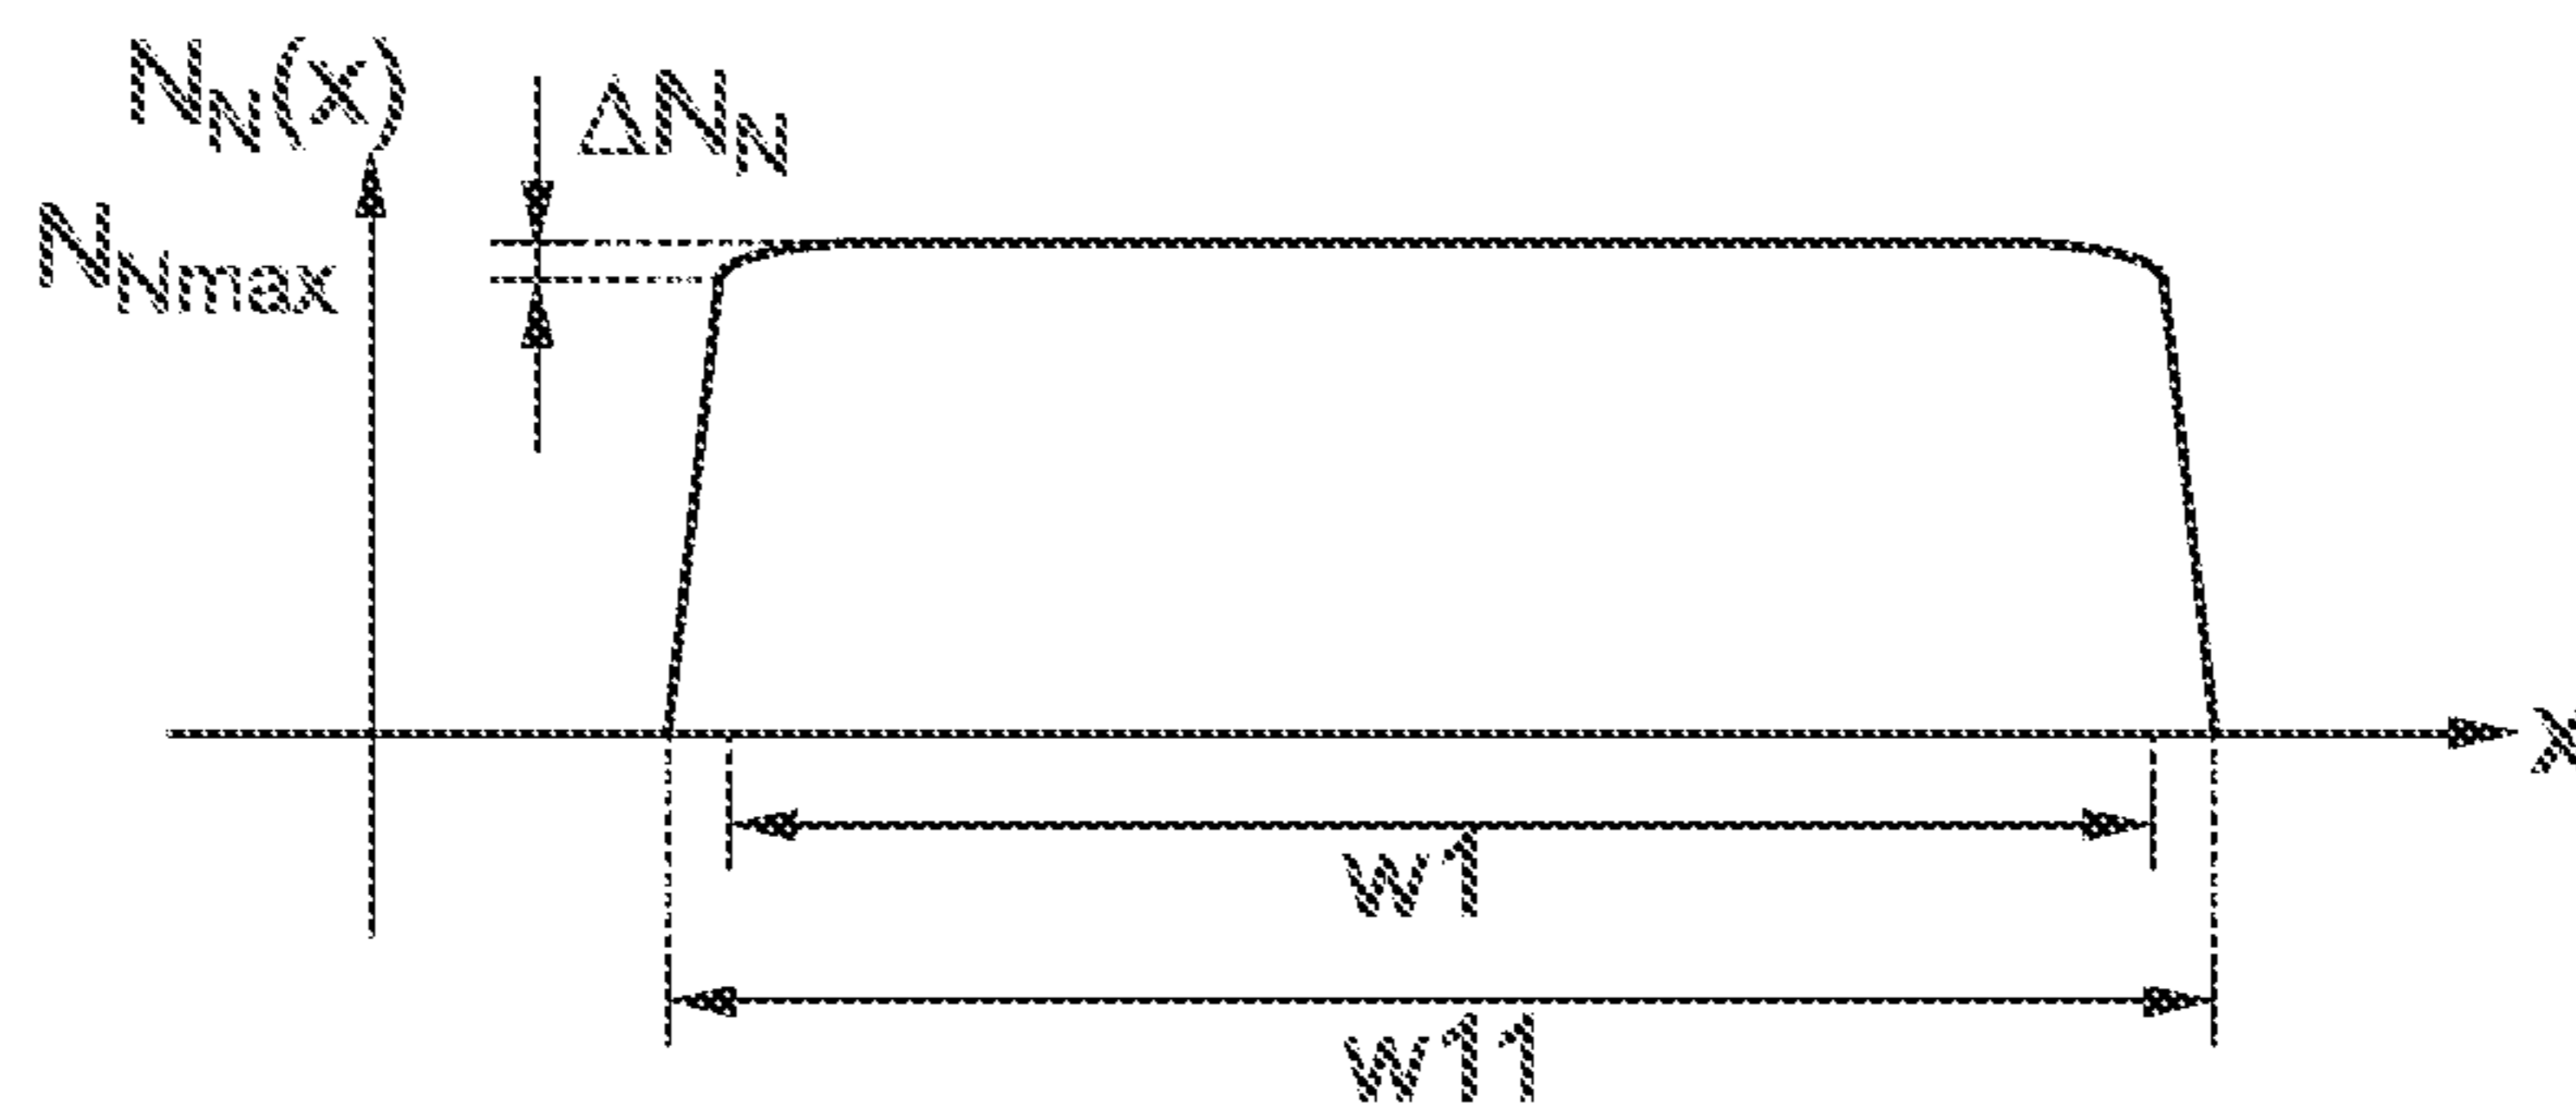 N_N(x)
ΔN_N
N_Nmax
x
w1
w11